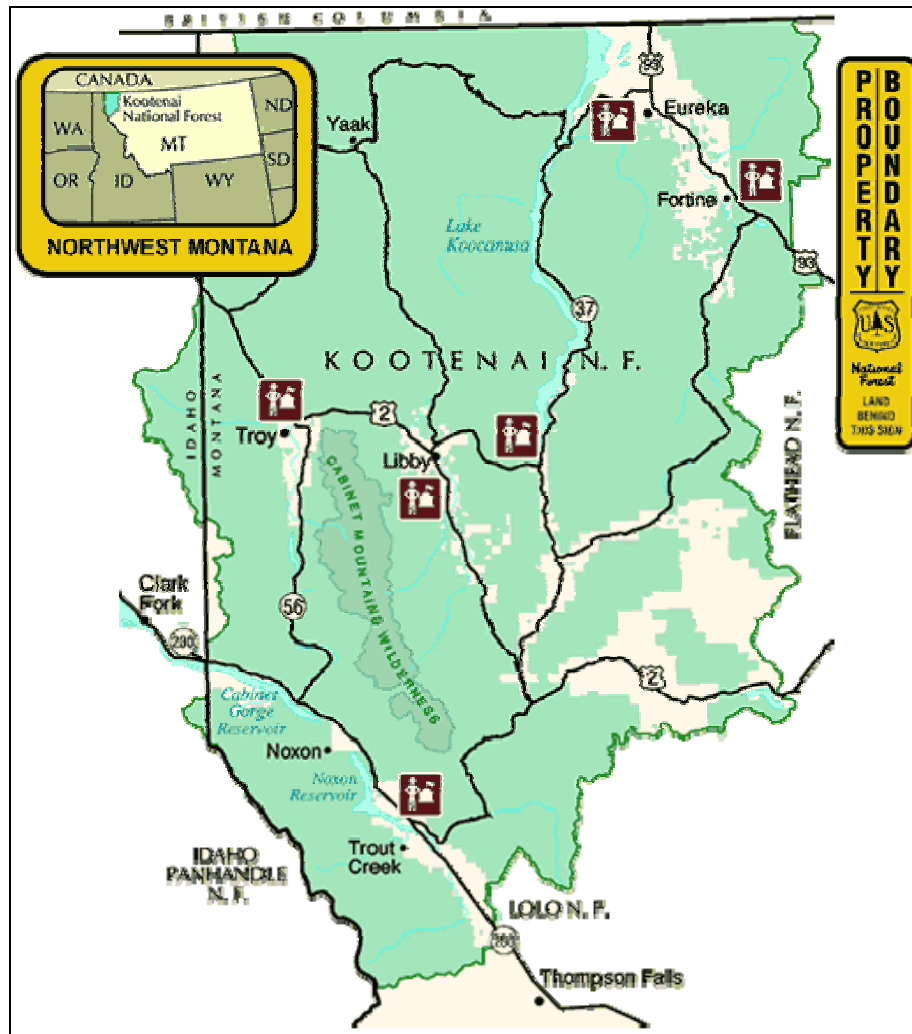 BRITISH COLUMBIA
CANADA
Kootenai
National Forest
WA
MT
ND
SD
OR
ID
WY
NORTHWEST MONTANA
PROPERTY
BOUNDARY
US
National
Forest
LAND
BEHIND
THIS SIGN
93
Eureka
Yaak
Fortine
Lake
Koocanusa
93
37
KOOTENAI N.F.
IDAHO
MONTANA
2
Troy
Libby
FLATHEAD N.F.
CABINET MOUNTAINS WILDERNESS
Clark
Fork
56
200
2
Cabinet
Gorge
Reservoir
Noxon
Noxon
Reservoir
Trout
Creek
IDAHO
PANHANDLE
N.F.
LOLO N.F.
200
Thompson Falls